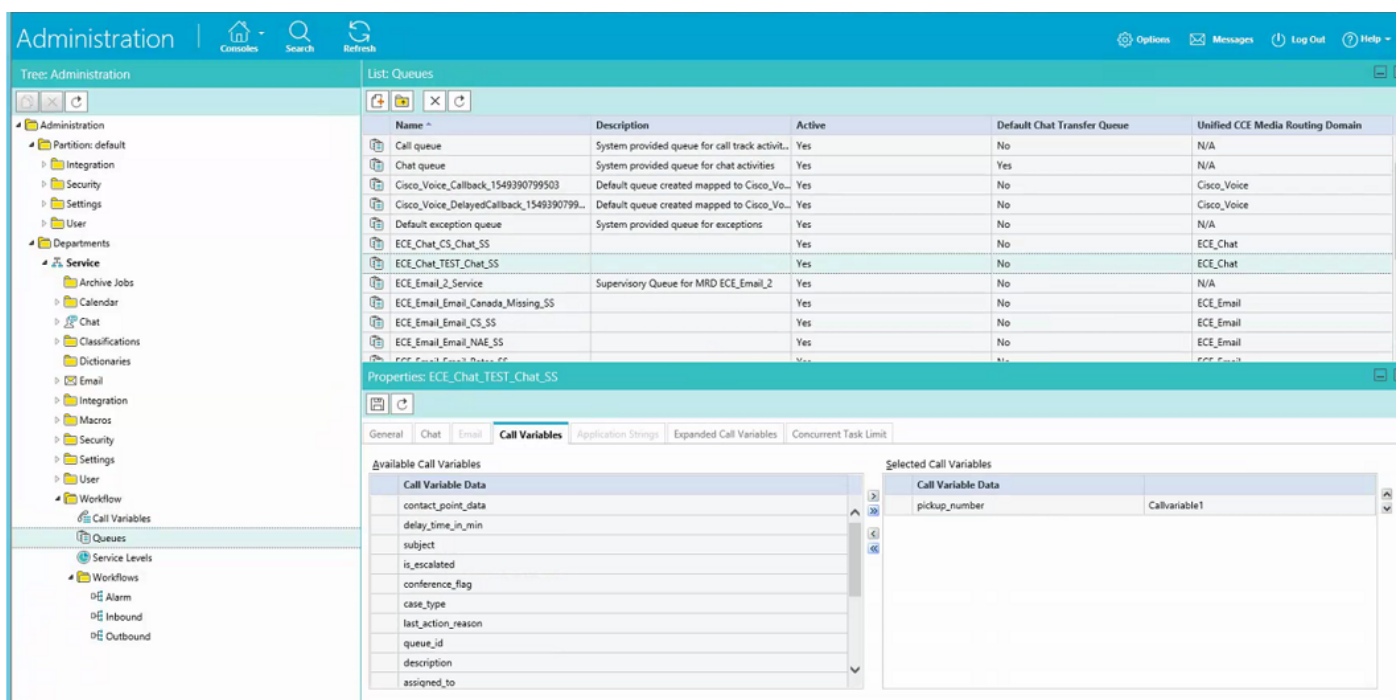 Administration
Consoles
Search
Refresh
Options
Messages
Log Out
Help
Tree: Administration
List: Queues
Administration
Partition: default
Integration
Security
Settings
User
Departments
Service
Archive Jobs
Calendar
Chat
Classifications
Dictionaries
Email
Integration
Macros
Security
Settings
User
Workflow
Call Variables
Queues
Service Levels
Workflows
Alarm
Inbound
Outbound
Name Description Active Default Chat Transfer Queue Unified CCE Media Routing Domain
Call queue System provided queue for call track activit... Yes No N/A
Chat queue System provided queue for chat activities Yes Yes N/A
Cisco_Voice_Callback_1549390799503 Default queue created mapped to Cisco_Vo... Yes No Cisco_Voice
Cisco_Voice_DelayedCallback_1549390799... Default queue created mapped to Cisco_Vo... Yes No Cisco_Voice
Default exception queue System provided queue for exceptions Yes No N/A
ECE_Chat_CS_Chat_SS Yes No ECE_Chat
ECE_Chat_TEST_Chat_SS Yes No ECE_Chat
ECE_Email_2_Service Supervisory Queue for MRD ECE_Email_2 Yes No N/A
ECE_Email_Email_Canada_Missing_SS Yes No ECE_Email
ECE_Email_Email_CS_SS Yes No ECE_Email
ECE_Email_Email_NAE_SS Yes No ECE_Email
Properties: ECE_Chat_TEST_Chat_SS
General Chat Email Call Variables Application Strings Expanded Call Variables Concurrent Task Limit
Available Call Variables
Call Variable Data
contact_point_data
delay_time_in_min
subject
is_escalated
conference_flag
case_type
last_action_reason
queue_id
description
assigned_to
Selected Call Variables
Call Variable Data
pickup_number Callvariable1